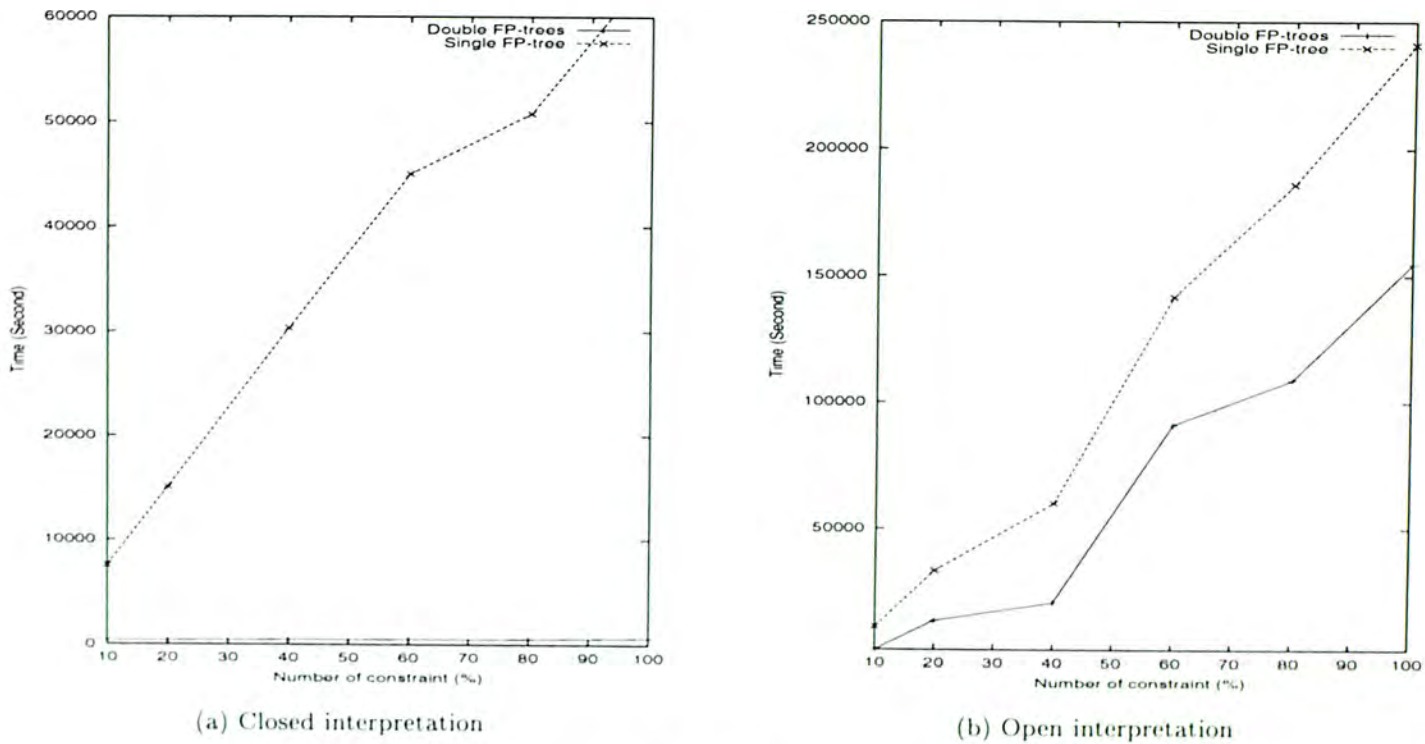 60000
50000
40000
30000
20000
10000
0
10 20 30 40 50 60 70 80 90 100
Time (Second)
Number of constraint (%)
Double FP-trees
Single FP-tree
(a) Closed interpretation
250000
200000
150000
100000
50000
10 20 30 40 50 60 70 80 90 100
Time (Second)
Number of constraint (%)
Double FP-trees
Single FP-tree
(b) Open interpretation